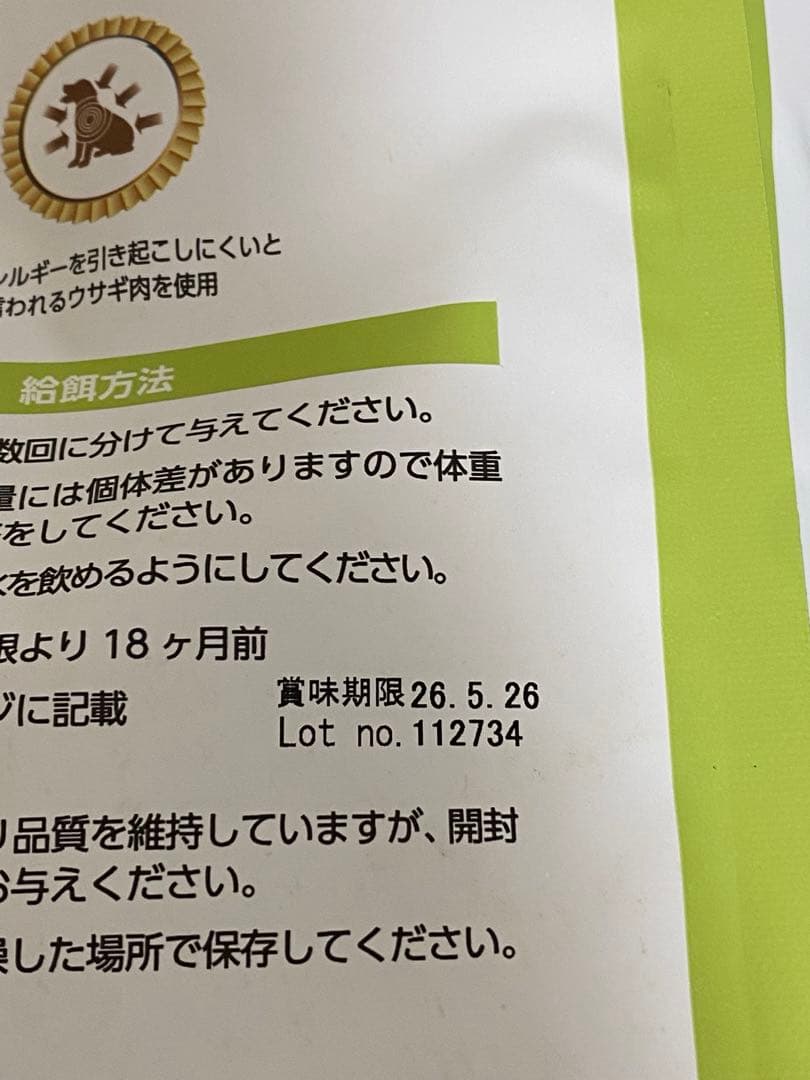 ルギーを引き起こしにくいと
われるウサギ肉を使用
給餌方法
数回に分けて与えてください。
量には個体差がありますので体重
をしてください。
を飲めるようにしてください。
限より 18 ヶ月前
ジに記載
賞味期限26.5.26
Lot no.112734
品質を維持していますが、開封
お与えください。
燥した場所で保存してください。